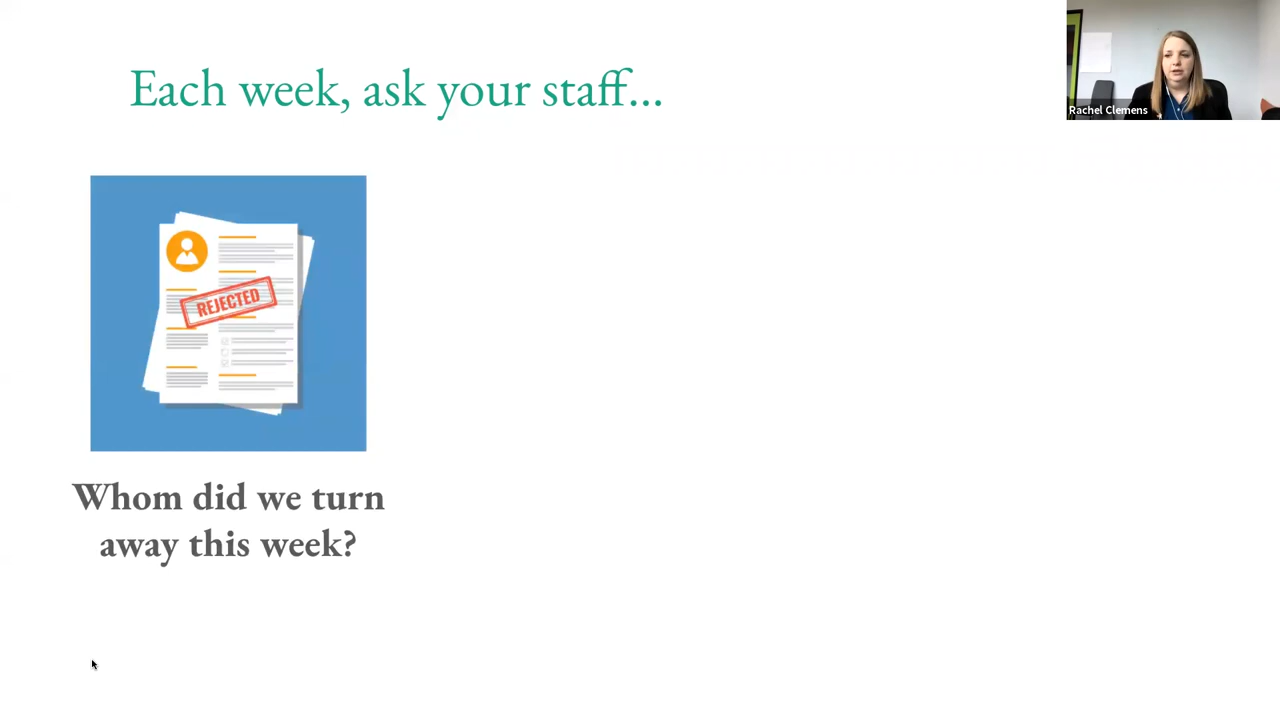 Each week, ask your staff...
Rachel Clemens
REJECTED
Whom did we turn
away this week?